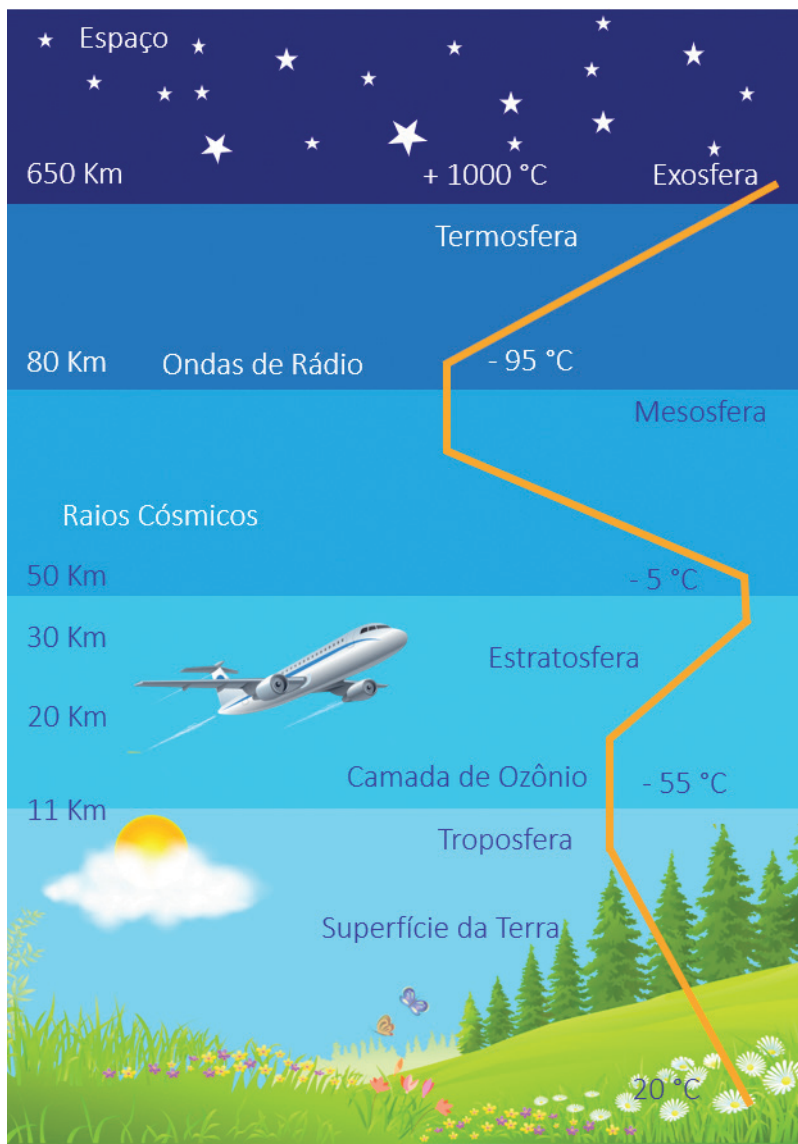 Espaço
650 Km + 1000 °C Exosfera
Termosfera
80 Km Ondas de Rádio - 95 °C
Mesosfera
Raios Cósmicos
50 Km - 5 °C
30 Km
Estratosfera
20 Km
Camada de Ozônio - 55 °C
11 Km
Troposfera
Superfície da Terra
20 °C